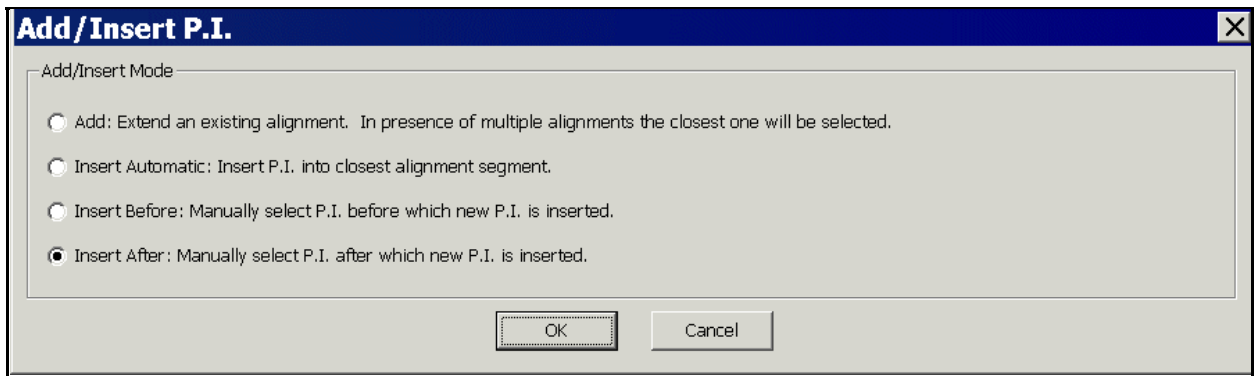 Add/Insert P.I.
Add/Insert Mode
Add: Extend an existing alignment. In presence of multiple alignments the closest one will be selected.
Insert Automatic: Insert P.I. into closest alignment segment.
Insert Before: Manually select P.I. before which new P.I. is inserted.
Insert After: Manually select P.I. after which new P.I. is inserted.
OK Cancel